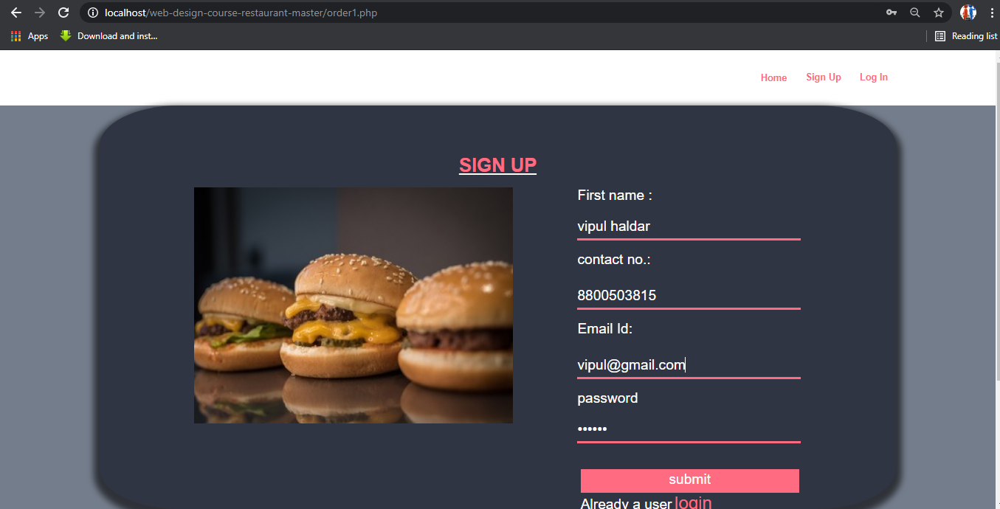 localhost/web-design-course-restaurant-master/order1.php
Apps Download and inst... Reading list
Home Sign Up Log In
SIGN UP
First name :
vipul haldar
contact no.:
8800503815
Email Id:
vipul@gmail.com
password
••••••
submit
Already a user login